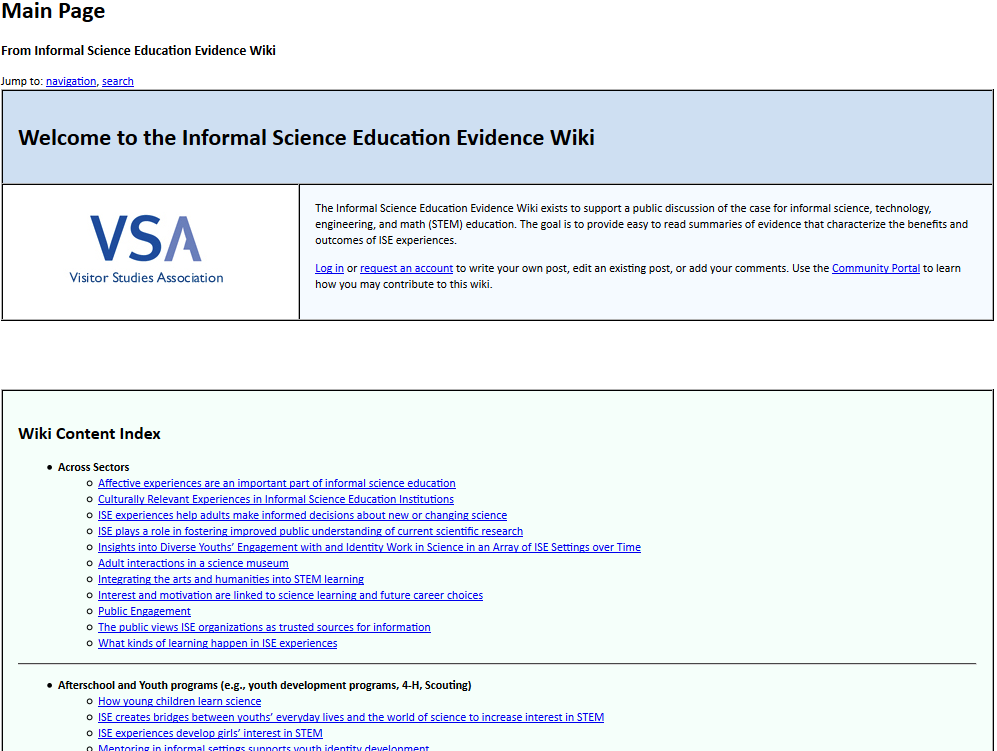 Main Page
From Informal Science Education Evidence Wiki
Jump to: navigation, search
Welcome to the Informal Science Education Evidence Wiki
VSA
Visitor Studies Association
The Informal Science Education Evidence Wiki exists to support a public discussion of the case for informal science, technology,
engineering, and math (STEM) education. The goal is to provide easy to read summaries of evidence that characterize the benefits and
outcomes of ISE experiences.
Log in or request an account to write your own post, edit an existing post, or add your comments. Use the Community Portal to learn
how you may contribute to this wiki.
Wiki Content Index
Across Sectors
Affective experiences are an important part of informal science education
Culturally Relevant Experiences in Informal Science Education Institutions
ISE experiences help adults make informed decisions about new or changing science
ISE plays a role in fostering improved public understanding of current scientific research
Insights into Diverse Youths’ Engagement with and Identity Work in Science in an Array of ISE Settings over Time
Adult interactions in a science museum
Integrating the arts and humanities into STEM learning
Interest and motivation are linked to science learning and future career choices
Public Engagement
The public views ISE organizations as trusted sources for information
What kinds of learning happen in ISE experiences
Afterschool and Youth programs (e.g., youth development programs, 4-H, Scouting)
How young children learn science
ISE creates bridges between youths’ everyday lives and the world of science to increase interest in STEM
ISE experiences develop girls’ interest in STEM
Mentoring in informal settings supports youth identity development